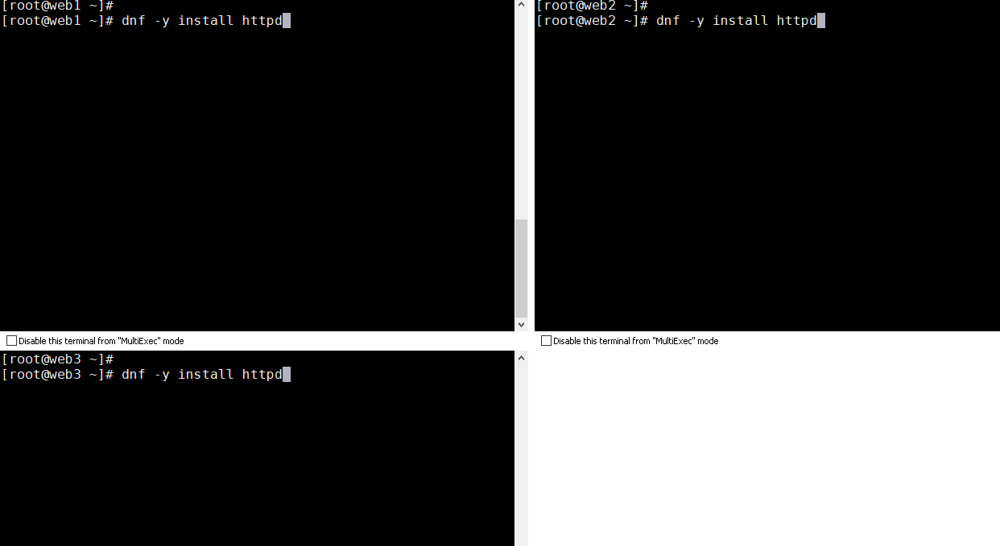 [root@web1 ~]#
[root@web1 ~]# dnf -y install httpd
Disable this terminal from "MultiExec" mode
[root@web2 ~]#
[root@web2 ~]# dnf -y install httpd
Disable this terminal from "MultiExec" mode
[root@web3 ~]#
[root@web3 ~]# dnf -y install httpd